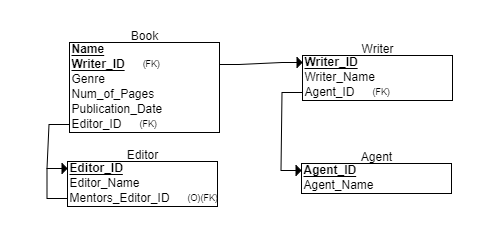 Book
Name
Writer_ID (FK)
Genre
Num_of_Pages
Publication_Date
Editor_ID (FK)
Writer
Writer_ID
Writer_Name
Agent_ID (FK)
Editor
Editor_ID
Editor_Name
Mentors_Editor_ID (O)(FK)
Agent
Agent_ID
Agent_Name